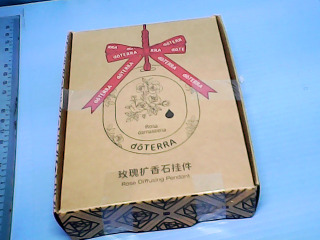 dōTERRA
dōTERRA
dōTERRA
dōTERRA
Rosa
damascena
dōTERRA
玫瑰扩香石挂件
Rose Diffusing Pendant